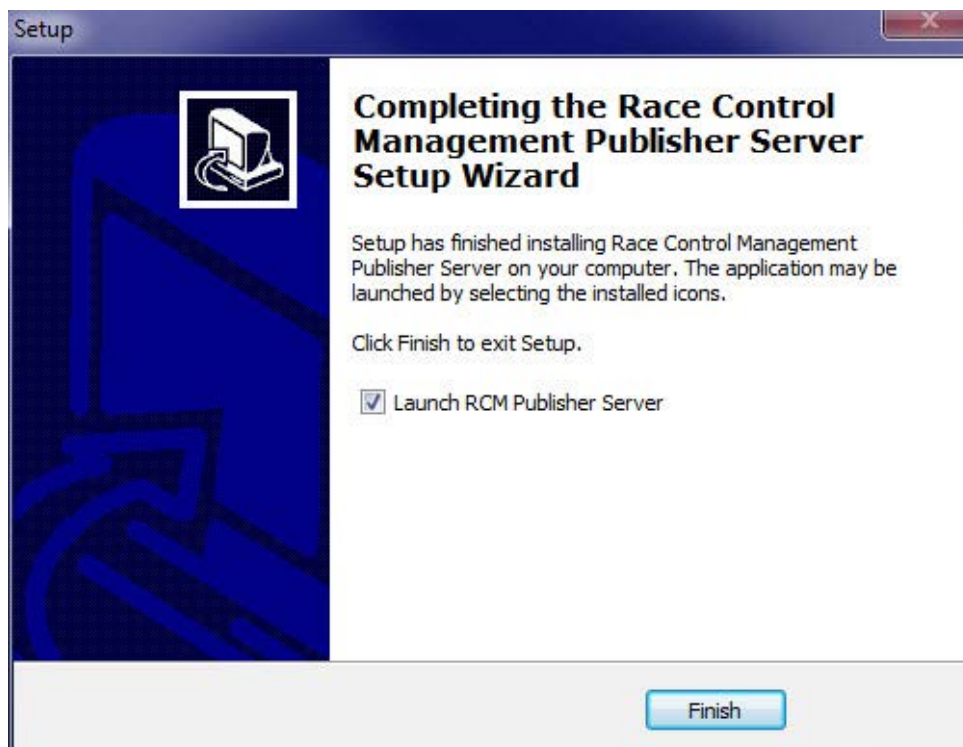 Setup
Completing the Race Control
Management Publisher Server
Setup Wizard
Setup has finished installing Race Control Management
Publisher Server on your computer. The application may be
launched by selecting the installed icons.
Click Finish to exit Setup.
Launch RCM Publisher Server
Finish